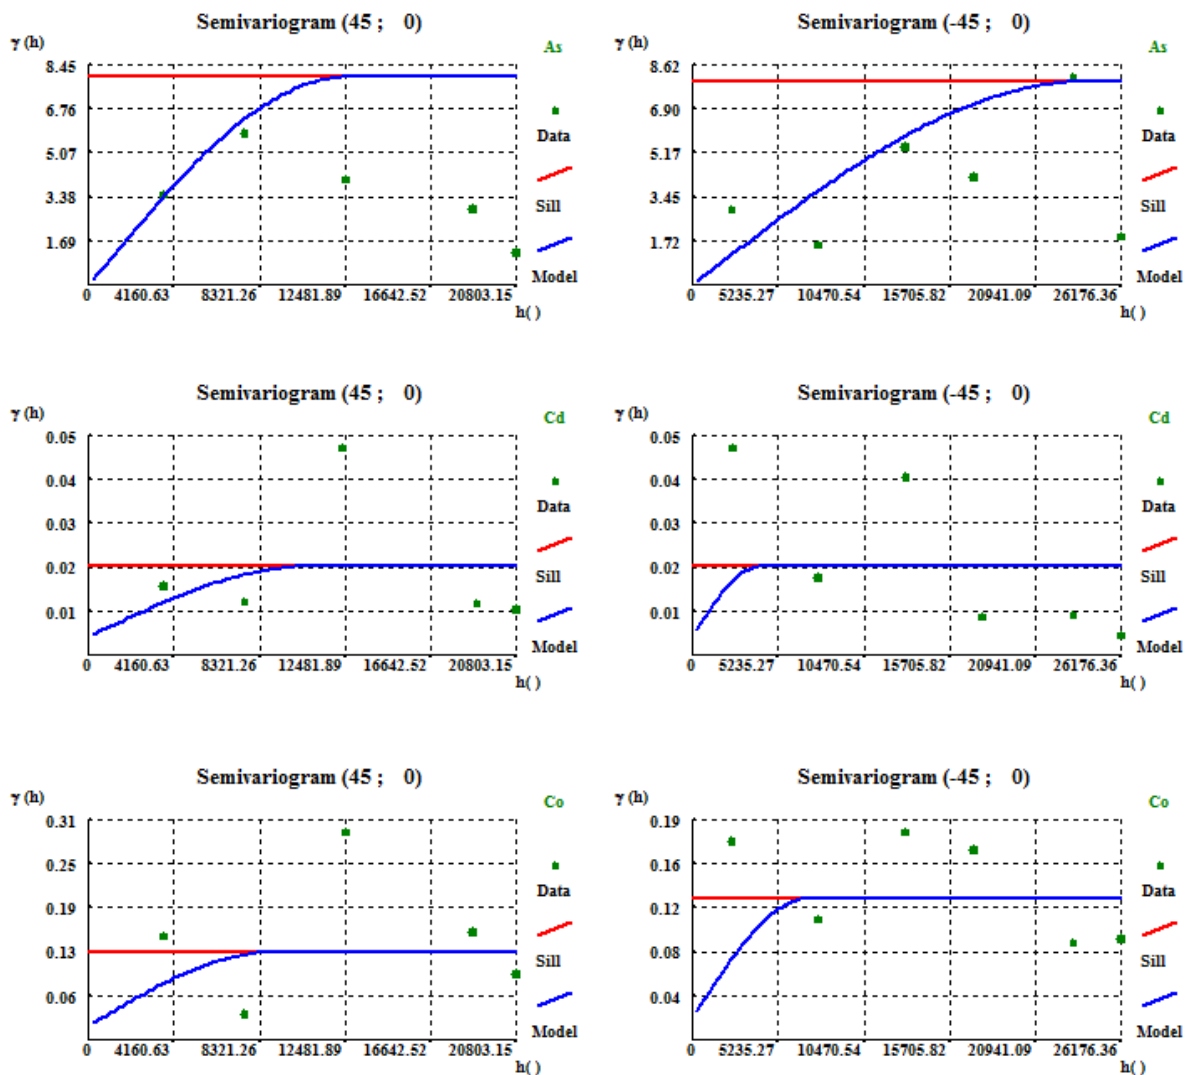 Semivariogram (45 ; 0)
γ (h)
As
8.45
6.76
5.07
3.38
1.69
Data
Sill
Model
0 4160.63 8321.26 12481.89 16642.52 20803.15
h( )
Semivariogram (-45 ; 0)
γ (h)
As
8.62
6.90
5.17
3.45
1.72
Data
Sill
Model
0 5235.27 10470.54 15705.82 20941.09 26176.36
h( )
Semivariogram (45 ; 0)
γ (h)
Cd
0.05
0.04
0.03
0.02
0.01
Data
Sill
Model
0 4160.63 8321.26 12481.89 16642.52 20803.15
h( )
Semivariogram (-45 ; 0)
γ (h)
Cd
0.05
0.04
0.03
0.02
0.01
Data
Sill
Model
0 5235.27 10470.54 15705.82 20941.09 26176.36
h( )
Semivariogram (45 ; 0)
γ (h)
Co
0.31
0.25
0.19
0.13
0.06
Data
Sill
Model
0 4160.63 8321.26 12481.89 16642.52 20803.15
h( )
Semivariogram (-45 ; 0)
γ (h)
Co
0.19
0.16
0.12
0.08
0.04
Data
Sill
Model
0 5235.27 10470.54 15705.82 20941.09 26176.36
h( )